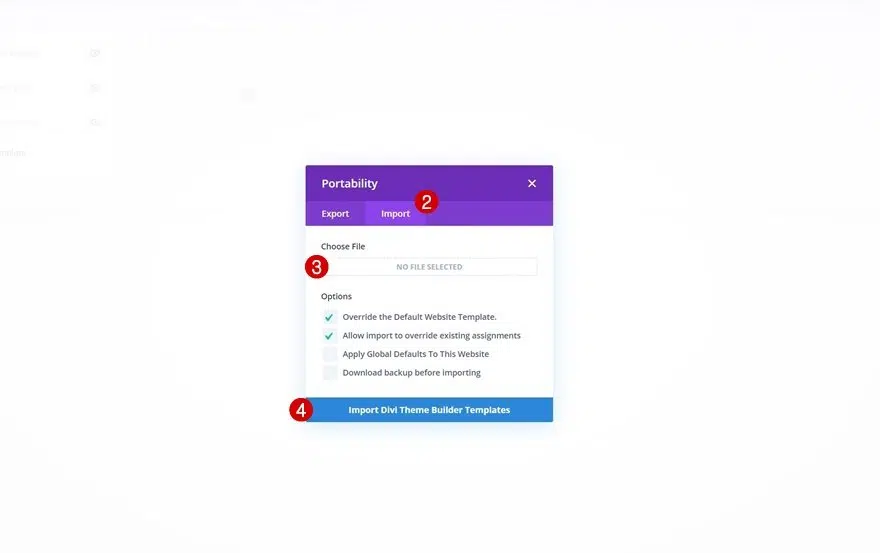 Portability
2
Export
Import
Choose File
3
NO FILE SELECTED
Options
Override the Default Website Template.
Allow import to override existing assignments
Apply Global Defaults To This Website
Download backup before importing
4
Import Divi Theme Builder Templates